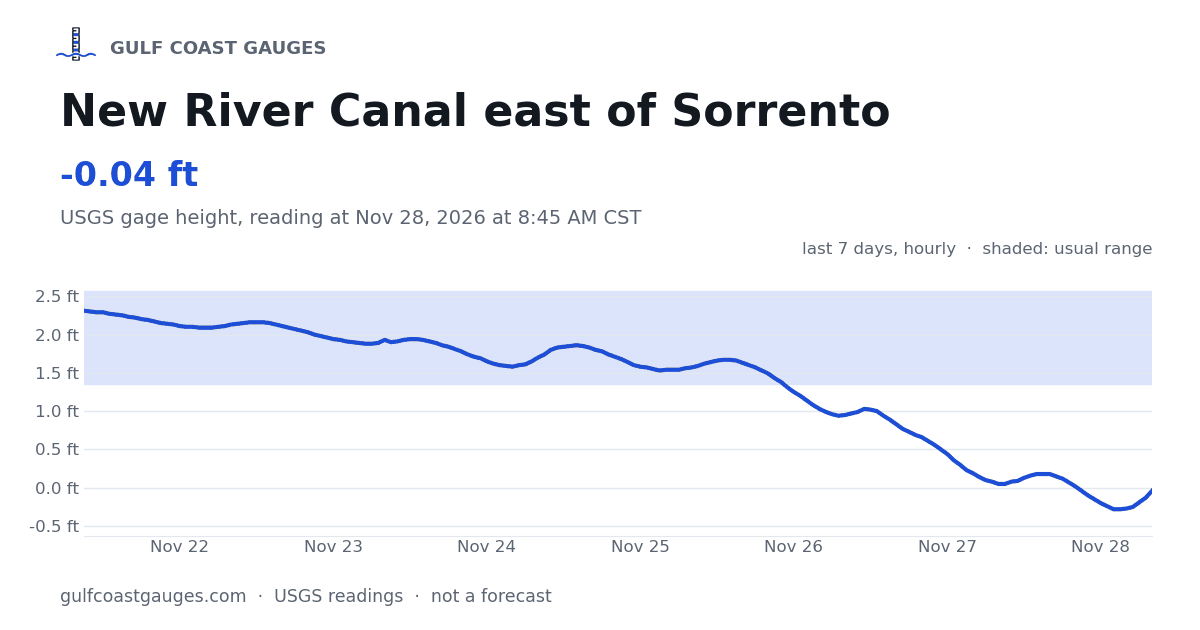 GULF COAST GAUGES
New River Canal east of Sorrento
-0.04 ft
USGS gage height, reading at Nov 28, 2026 at 8:45 AM CST
last 7 days, hourly · shaded: usual range
2.5 ft
2.0 ft
1.5 ft
1.0 ft
0.5 ft
0.0 ft
-0.5 ft
Nov 22 Nov 23 Nov 24 Nov 25 Nov 26 Nov 27 Nov 28
gulfcoastgauges.com · USGS readings · not a forecast